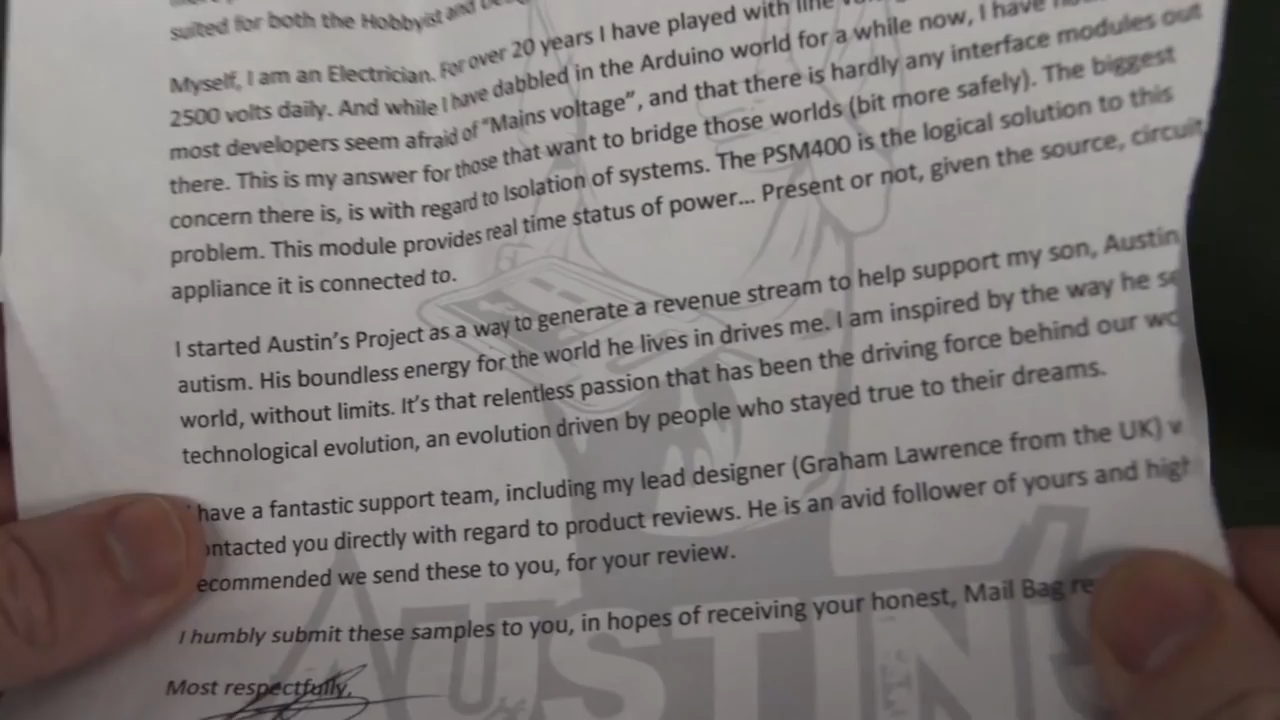 suited for both the Hobbyist and
Myself, I am an Electrician. For over 20 years I have played with line
2500 volts daily. And while I have dabbled in the Arduino world for a while now, I have
most developers seem afraid of "Mains voltage", and that there is hardly any interface modules out
there. This is my answer for those that want to bridge those worlds (bit more safely). The biggest
concern there is, is with regard to Isolation of systems. The PSM400 is the logical solution to this
problem. This module provides real time status of power... Present or not, given the source, circuit
appliance it is connected to.
I started Austin's Project as a way to generate a revenue stream to help support my son, Austin
autism. His boundless energy for the world he lives in drives me. I am inspired by the way he
world, without limits. It's that relentless passion that has been the driving force behind our
technological evolution, an evolution driven by people who stayed true to their dreams.
have a fantastic support team, including my lead designer (Graham Lawrence from the UK)
ontacted you directly with regard to product reviews. He is an avid follower of yours and
ecommended we send these to you, for your review.
I humbly submit these samples to you, in hopes of receiving your honest, Mail Bag
Most respectfully,
AUSTIN'